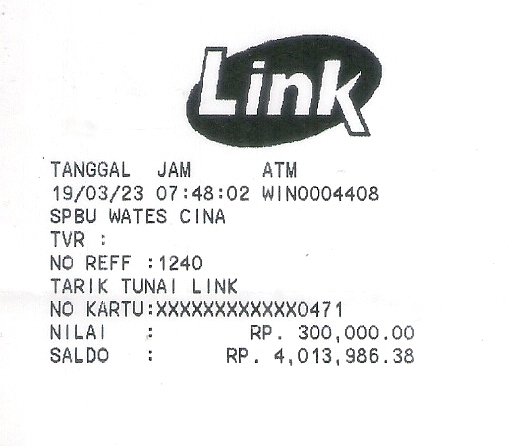 Link
TANGGAL JAM ATM
19/03/23 07:48:02 WIN0004408
SPBU WATES CINA
TVR :
NO REFF :1240
TARIK TUNAI LINK
NO KARTU:XXXXXXXXXXXX0471
NILAI : RP. 300,000.00
SALDO : RP. 4,013,986.38